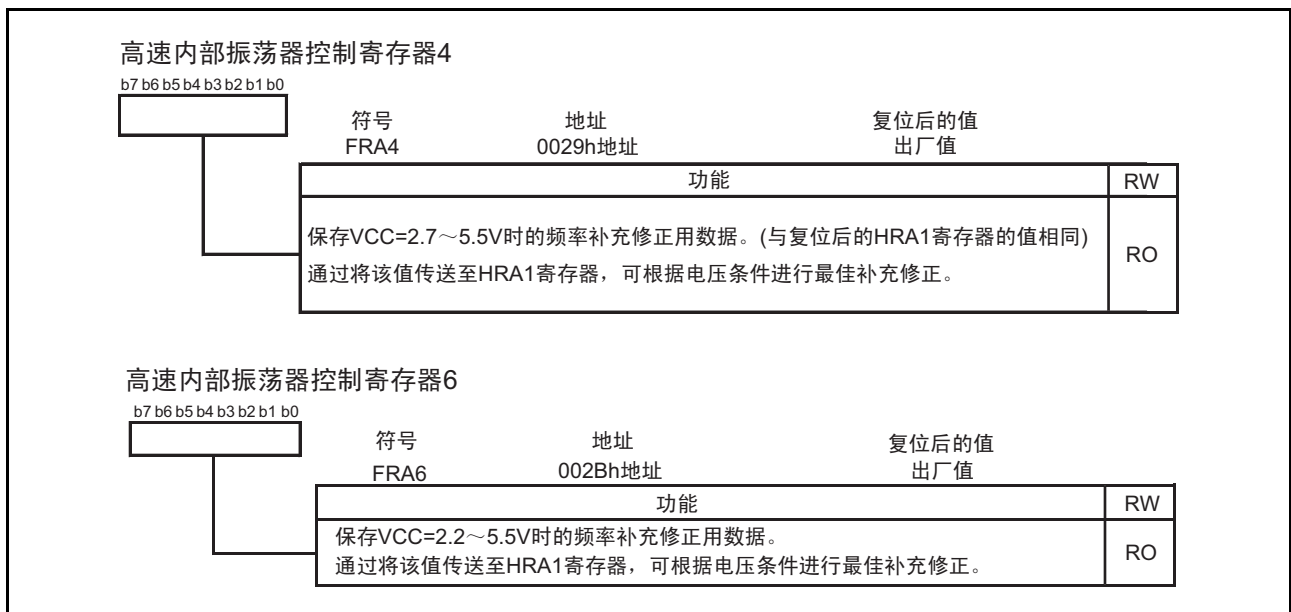 高速内部振荡器控制寄存器4
b7 b6 b5 b4 b3 b2 b1 b0
符号 地址 复位后的值
FRA4 0029h地址 出厂值
功能 RW
保存VCC=2.7～5.5V时的频率补充修正用数据。(与复位后的HRA1寄存器的值相同)
通过将该值传送至HRA1寄存器，可根据电压条件进行最佳补充修正。
RO
高速内部振荡器控制寄存器6
b7 b6 b5 b4 b3 b2 b1 b0
符号 地址 复位后的值
FRA6 002Bh地址 出厂值
功能 RW
保存VCC=2.2～5.5V时的频率补充修正用数据。
通过将该值传送至HRA1寄存器，可根据电压条件进行最佳补充修正。
RO